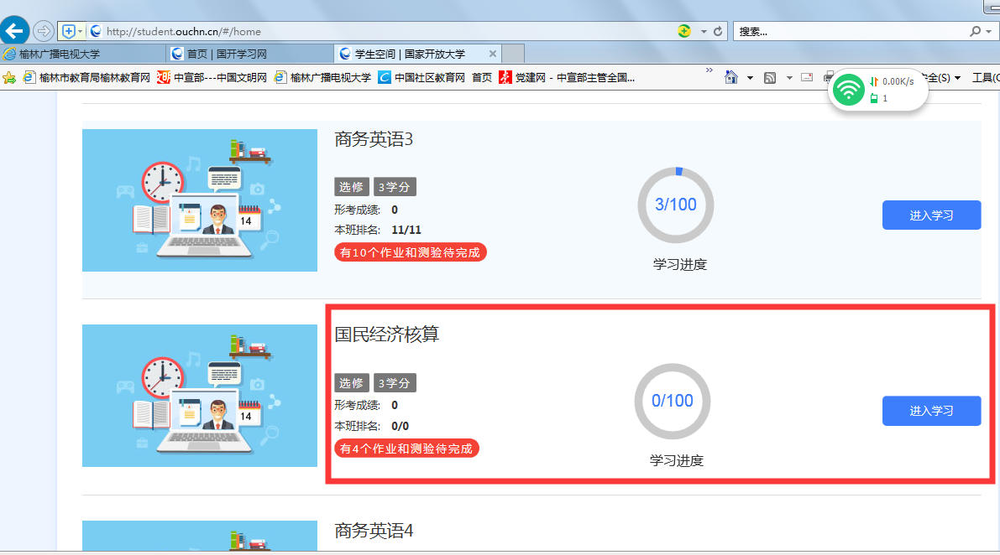 http://student.ouchn.cn/#/home
搜索...
榆林广播电视大学
首页 | 国开学习网
学生空间 | 国家开放大学
榆林市教育局榆林教育网
中宣部---中国文明网
榆林广播电视大学
中国社区教育网
首页
党建网 - 中宣部主管全国...
全(S)
工具(O
0.00K/s
1
商务英语3
选修
3学分
形考成绩: 0
本班排名: 11/11
有10个作业和测验待完成
3/100
学习进度
进入学习
14
国民经济核算
选修
3学分
形考成绩: 0
本班排名: 0/0
有4个作业和测验待完成
0/100
学习进度
进入学习
14
商务英语4